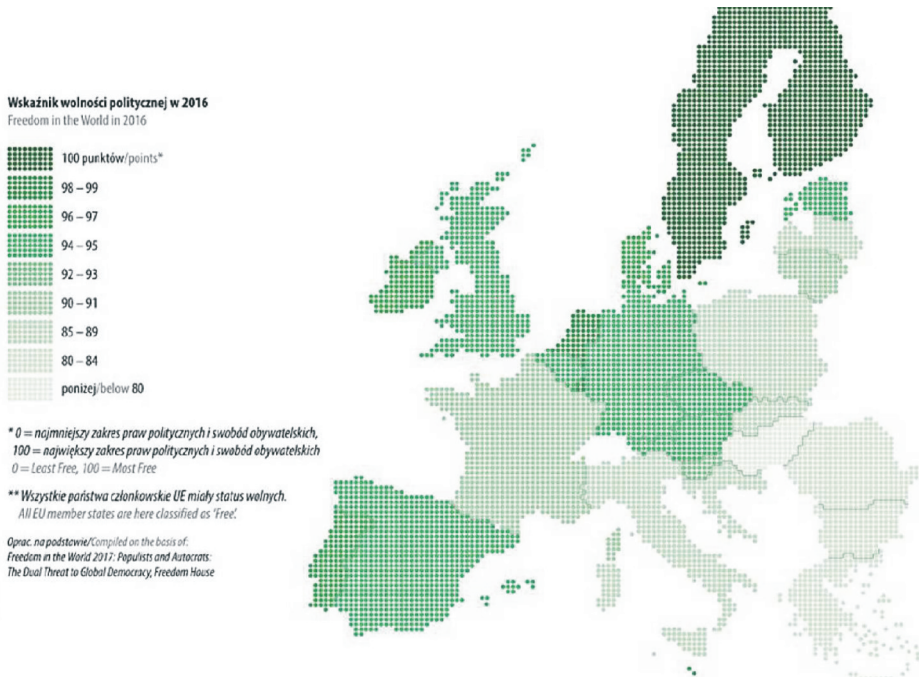 Wskaźnik wolności politycznej w 2016
Freedom in the World in 2016
100 punktów/points*
98 – 99
96 – 97
94 – 95
92 – 93
90 – 91
85 – 89
80 – 84
poniżej/below 80
* 0 = najmniejszy zakres praw politycznych i swobód obywatelskich,
100 = największy zakres praw politycznych i swobód obywatelskich
0 = Least Free, 100 = Most Free
** Wszystkie państwa członkowskie UE miały status wolnych.
All EU member states are here classified as 'Free'.
Oprac. na podstawie/Compiled on the basis of:
Freedom in the World 2017: Populists and Autocrats:
The Dual Threat to Global Democracy, Freedom House